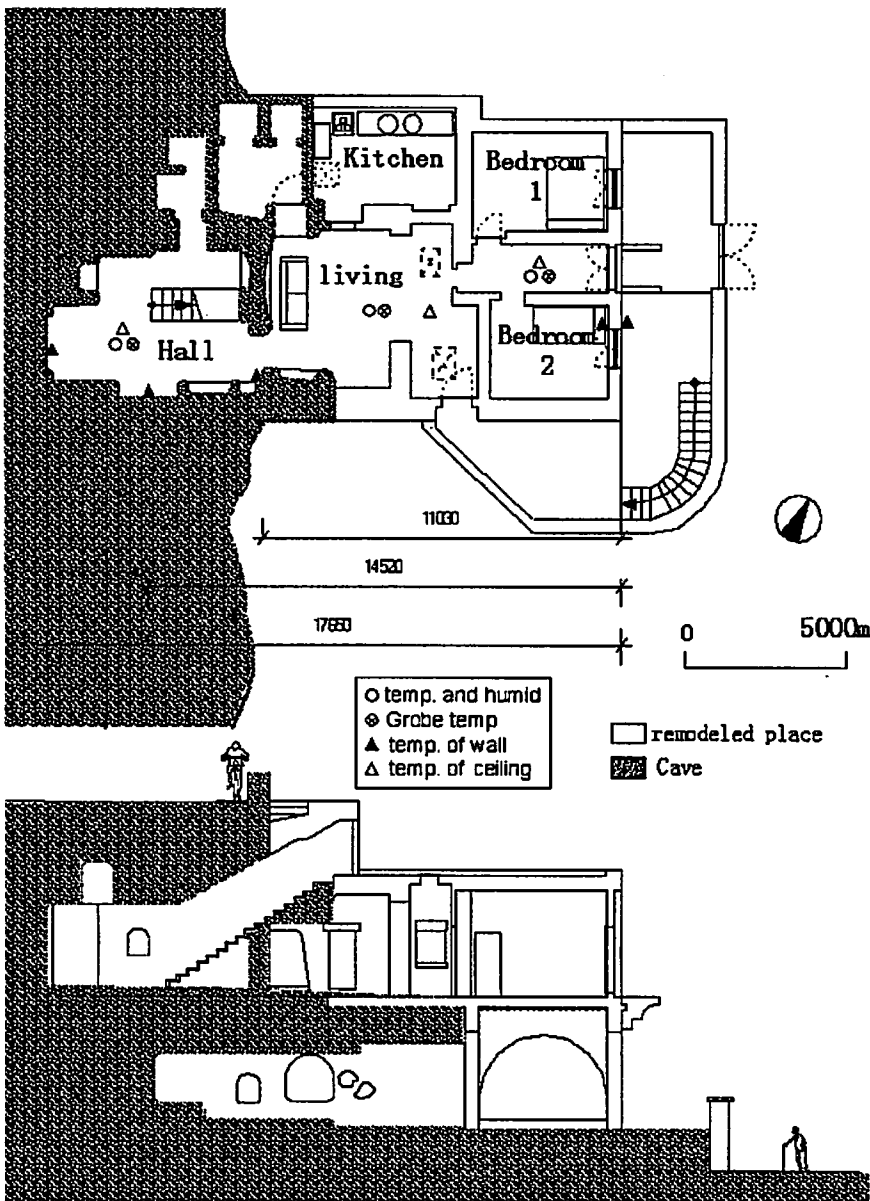 Kitchen
Bedroom
1
living
Hall
Bedroom
2
11030
14520
17650
0 5000m
○ temp. and humid
⊗ Grobe temp
▲ temp. of wall
△ temp. of ceiling
remodeled place
Cave